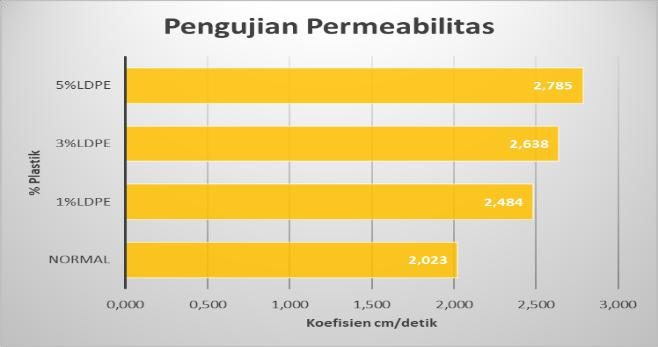 Pengujian Permeabilitas
5%LDPE
2,785
3%LDPE
2,638
1%LDPE
2,484
NORMAL
2,023
% Plastik
0,000 0,500 1,000 1,500 2,000 2,500 3,000
Koefisien cm/detik